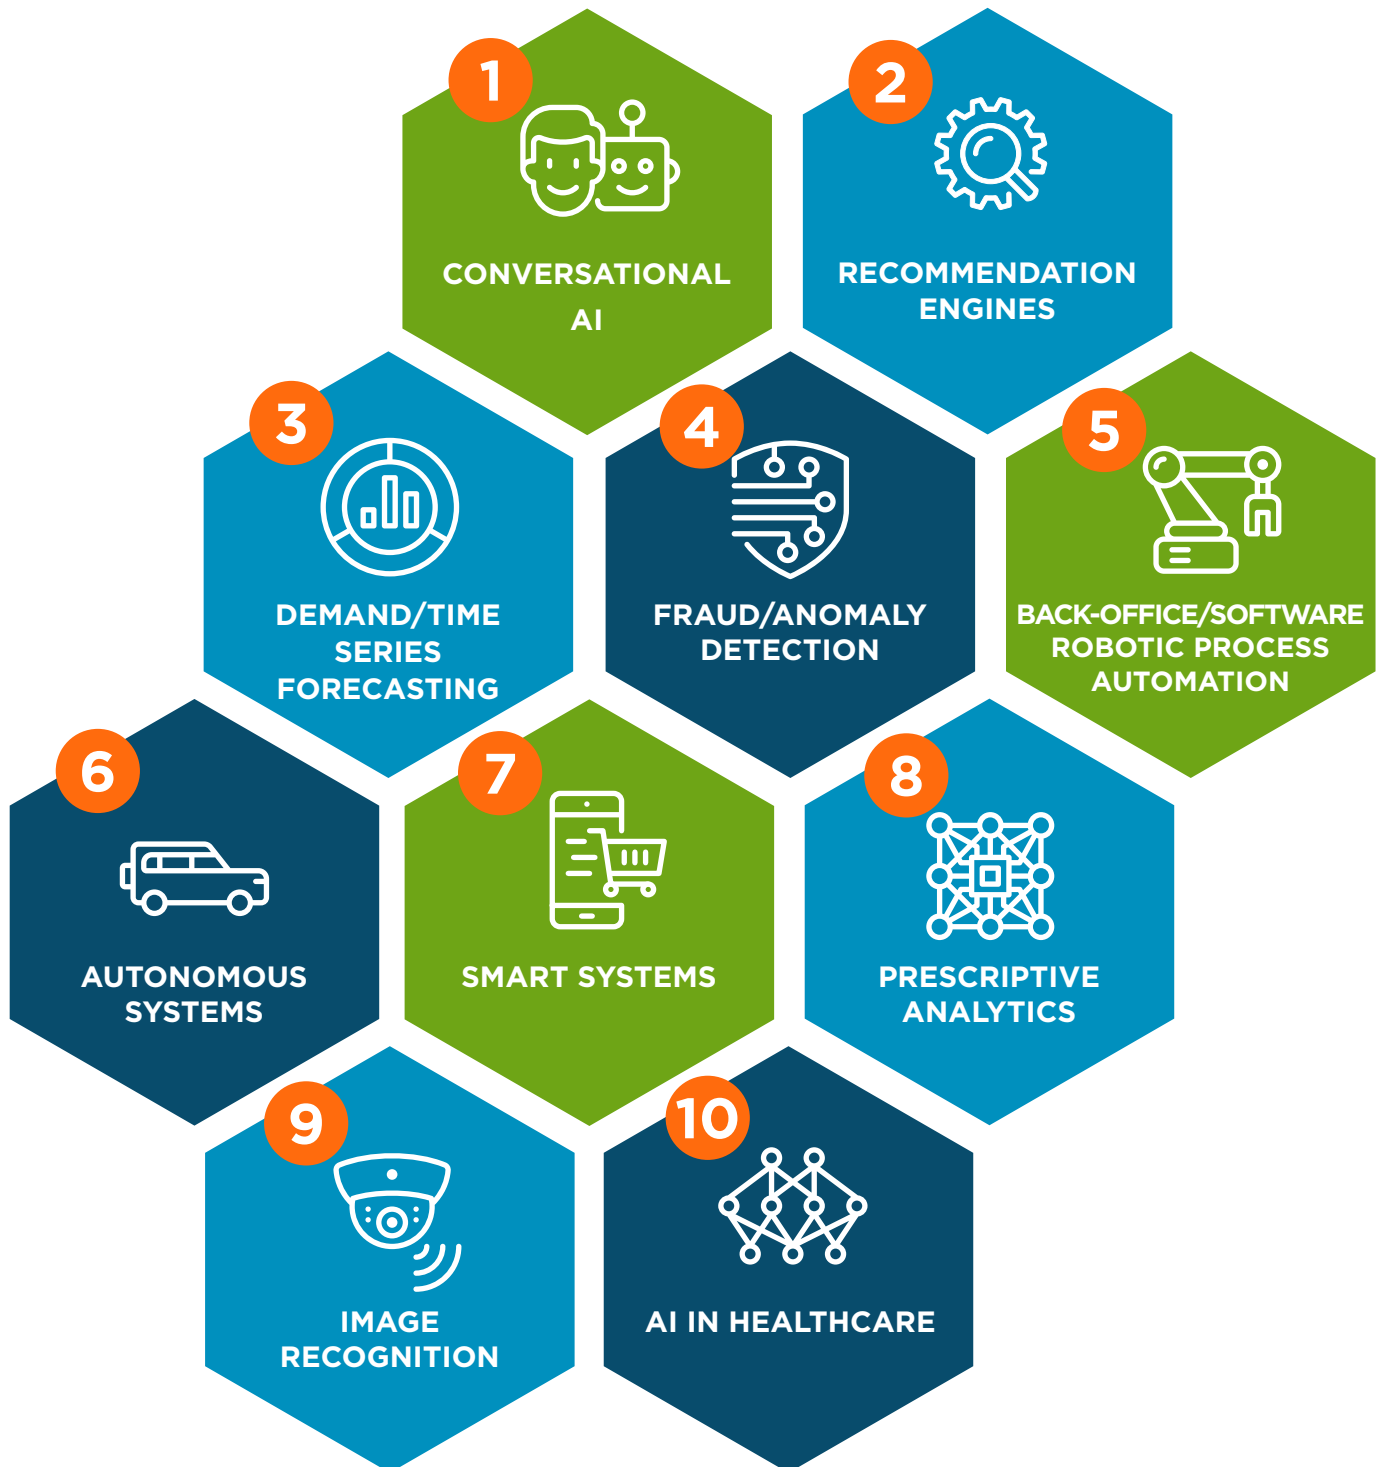 1
CONVERSATIONAL
AI
2
RECOMMENDATION
ENGINES
3
DEMAND/TIME
SERIES
FORECASTING
4
FRAUD/ANOMALY
DETECTION
5
BACK-OFFICE/SOFTWARE
ROBOTIC PROCESS
AUTOMATION
6
AUTONOMOUS
SYSTEMS
7
SMART SYSTEMS
8
PRESCRIPTIVE
ANALYTICS
9
IMAGE
RECOGNITION
10
AI IN HEALTHCARE